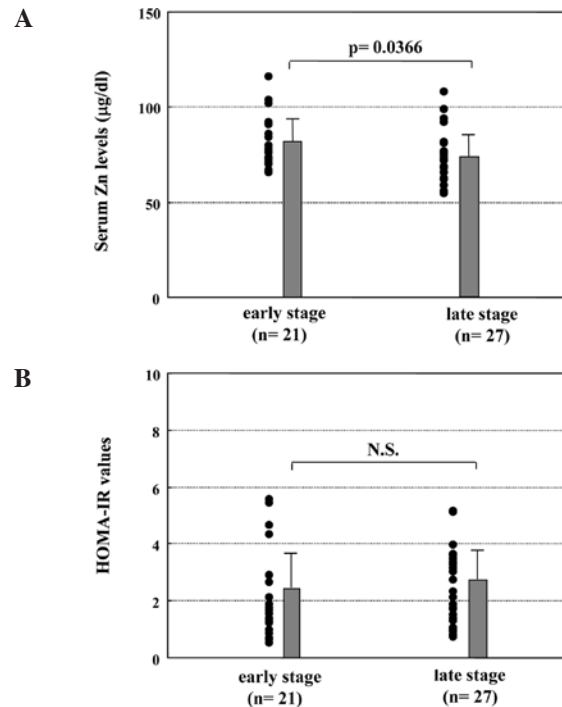 A
Serum Zn levels (µg/dl)
150
100
50
0
p= 0.0366
early stage
(n= 21)
late stage
(n= 27)
B
HOMA-IR values
10
8
6
4
2
0
N.S.
early stage
(n= 21)
late stage
(n= 27)